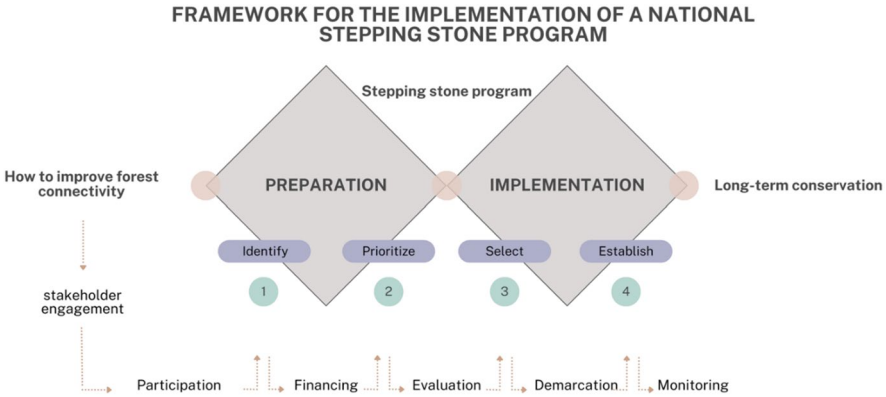 FRAMEWORK FOR THE IMPLEMENTATION OF A NATIONAL
STEPPING STONE PROGRAM
Stepping stone program
How to improve forest
connectivity
PREPARATION
IMPLEMENTATION
Long-term conservation
Identify
Prioritize
Select
Establish
1
2
3
4
stakeholder
engagement
Participation
Financing
Evaluation
Demarcation
Monitoring